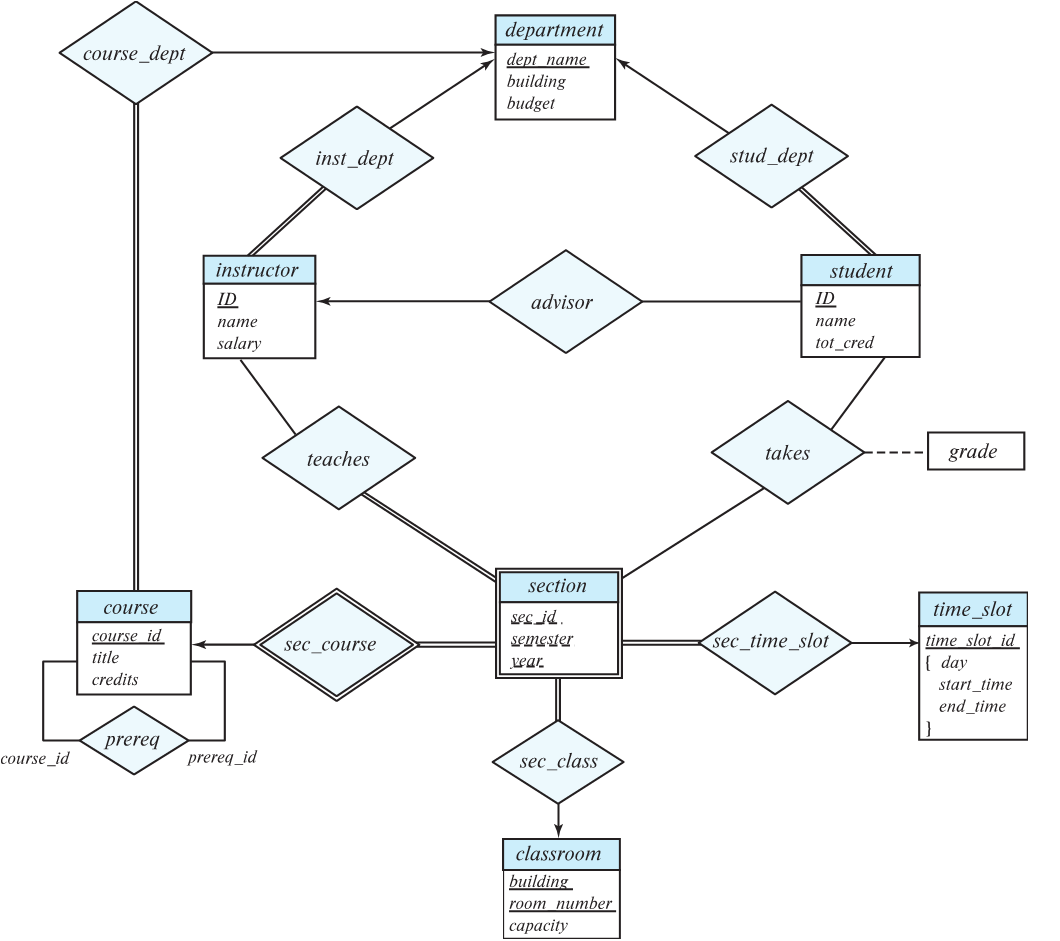 department
dept_name
building
budget
course_dept
inst_dept
stud_dept
instructor
ID
name
salary
advisor
student
ID
name
tot_cred
teaches
takes
grade
course
course_id
title
credits
sec_course
section
sec_id
semester
year
sec_time_slot
time_slot
time_slot_id
{ day
start_time
end_time
}
prereq
course_id
prereq_id
sec_class
classroom
building
room_number
capacity